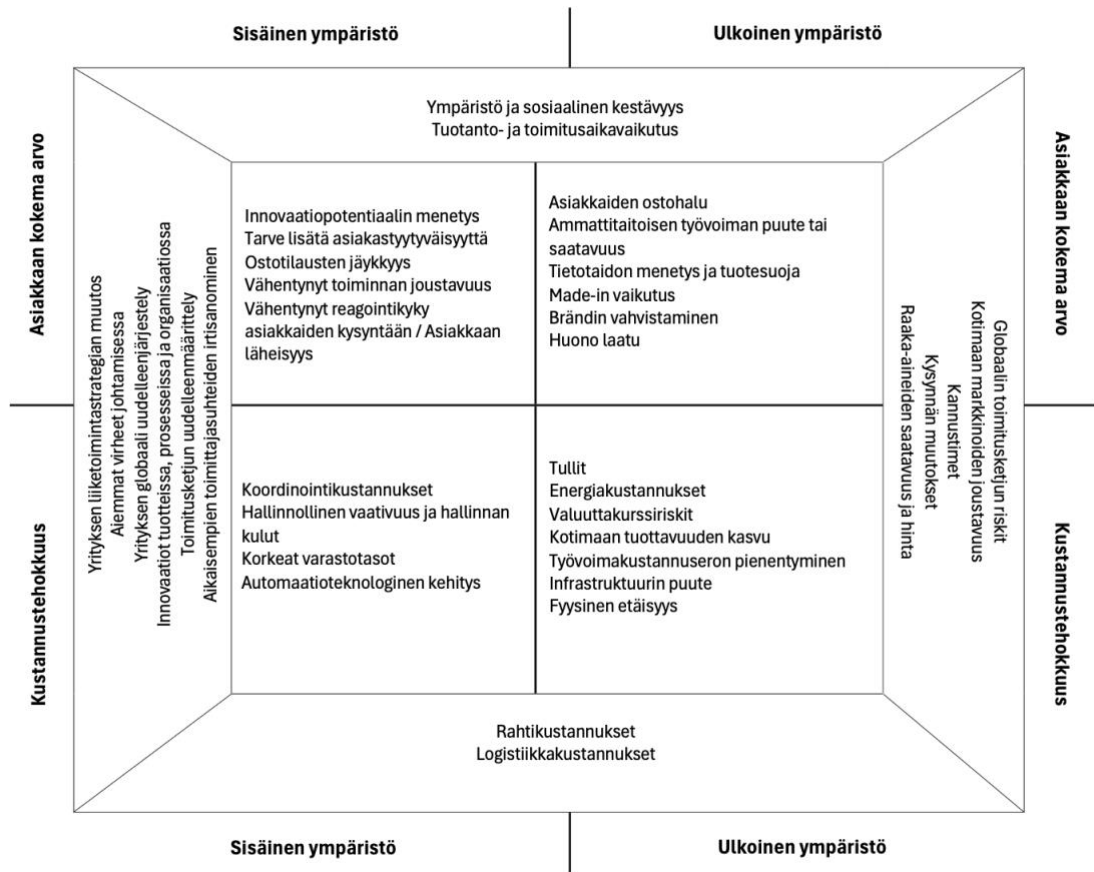 Sisäinen ympäristö
Ulkoinen ympäristö
Ympäristö ja sosiaalinen kestävyys
Tuotanto- ja toimitusaikavaikutus
Asiakkaan kokema arvo
Kustannustehokkuus
Yrityksen liiketoimintastrategian muutos
Aiemmat virheet johtamisessa
Yrityksen globaali uudelleenjärjestely
Innovaatiot tuotteissa, prosesseissa ja organisaatiossa
Toimitusketjun uudelleenmäärittely
Aikaisempien toimittajasuhteiden irtisanominen
Innovaatiopotentiaalin menetys
Tarve lisätä asiakastyytyväisyyttä
Ostotilausten jäykkyys
Vähentynyt toiminnan joustavuus
Vähentynyt reagointikyky
asiakkaiden kysyntään / Asiakkaan
läheisyys
Asiakkaiden ostohalu
Ammattitaitoisen työvoiman puute tai
saatavuus
Tietotaidon menetys ja tuotesuoja
Made-in vaikutus
Brändin vahvistaminen
Huono laatu
Koordinointikustannukset
Hallinnollinen vaativuus ja hallinnan
kulut
Korkeat varastotasot
Automaatioteknologinen kehitys
Tullit
Energiakustannukset
Valuuttakurssiriskit
Kotimaan tuottavuuden kasvu
Työvoimakustannuseron pienentyminen
Infrastruktuurin puute
Fyysinen etäisyys
Globaalin toimitusketjun riskit
Kotimaan markkinoiden joustavuus
Kannustimet
Kysynnän muutokset
Raaka-aineiden saatavuus ja hinta
Asiakkaan kokema arvo
Kustannustehokkuus
Rahtikustannukset
Logistiikkakustannukset
Sisäinen ympäristö
Ulkoinen ympäristö